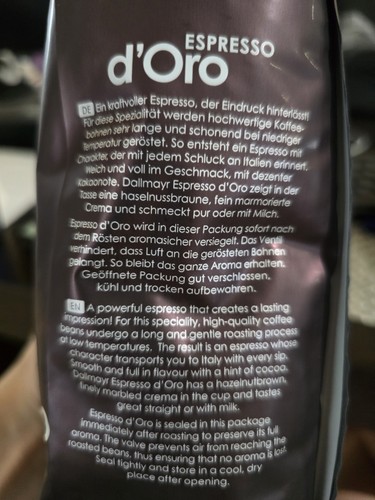 ESPRESSO
d'Oro
DE Ein kraftvoller Espresso, der Eindruck hinterlässt!
Für diese Spezialität werden hochwertige Kaffee-
bohnen sehr lange und schonend bei niedriger
Temperatur geröstet. So entsteht ein Espresso mit
Charakter, der mit jedem Schluck an Italien erinnert.
Weich und voll im Geschmack, mit dezenter
Kakaonote. Dallmayr Espresso d'Oro zeigt in der
Tasse eine haselnussbraune, fein marmorierte
Crema und schmeckt pur oder mit Milch.
Espresso d'Oro wird in dieser Packung sofort nach
dem Rösten aromasicher versiegelt. Das Ventil
verhindert, dass Luft an die gerösteten Bohnen
gelangt. So bleibt das ganze Aroma erhalten.
Geöffnete Packung gut verschlossen,
kühl und trocken aufbewahren.
EN A powerful espresso that creates a lasting
impression! For this speciality, high-quality coffee
beans undergo a long and gentle roasting process
at low temperatures. The result is an espresso whose
character transports you to Italy with every sip.
Smooth and full in flavour with a hint of cocoa.
Dallmayr Espresso d'Oro has a hazelnutbrown,
finely marbled crema in the cup and tastes
great straight or with milk.
Espresso d'Oro is sealed in this package
immediately after roasting to preserve its full
aroma. The valve prevents air from reaching the
roasted beans, thus ensuring that no aroma is lost.
Seal tightly and store in a cool, dry
place after opening.